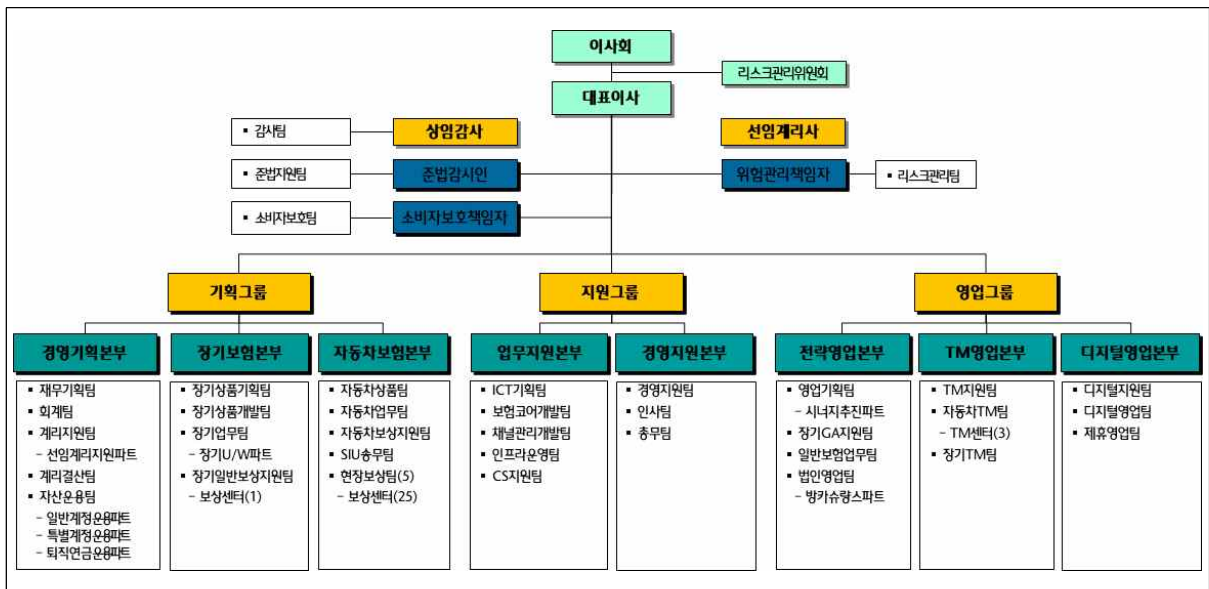 이사회
리스크관리위원회
대표이사
▪ 감사팀
상임감사
선임계리사
▪ 준법지원팀
준법감시인
위험관리책임자
▪ 리스크관리팀
▪ 소비자보호팀
소비자보호책임자
기획그룹
지원그룹
영업그룹
경영기획본부
▪ 재무기획팀
▪ 회계팀
▪ 계리지원팀
– 선임계리지원파트
▪ 계리결산팀
▪ 자산운용팀
– 일반계정운용파트
– 특별계정운용파트
– 퇴직연금운용파트
장기보험본부
▪ 장기상품기획팀
▪ 장기상품개발팀
▪ 장기업무팀
– 장기U/W파트
▪ 장기일반보상지원팀
– 보상센터(1)
자동차보험본부
▪ 자동차상품팀
▪ 자동차업무팀
▪ 자동차보상지원팀
▪ SIU송무팀
▪ 현장보상팀(5)
– 보상센터(25)
업무지원본부
▪ ICT기획팀
▪ 보험코어개발팀
▪ 채널관리개발팀
▪ 인프라운영팀
▪ CS지원팀
경영지원본부
▪ 경영지원팀
▪ 인사팀
▪ 총무팀
전략영업본부
▪ 영업기획팀
– 시너지추진파트
▪ 장기GA지원팀
▪ 일반보험업무팀
▪ 법인영업팀
– 방카슈랑스파트
TM영업본부
▪ TM지원팀
▪ 자동차TM팀
– TM센터(3)
▪ 장기TM팀
디지털영업본부
▪ 디지털지원팀
▪ 디지털영업팀
▪ 제휴영업팀